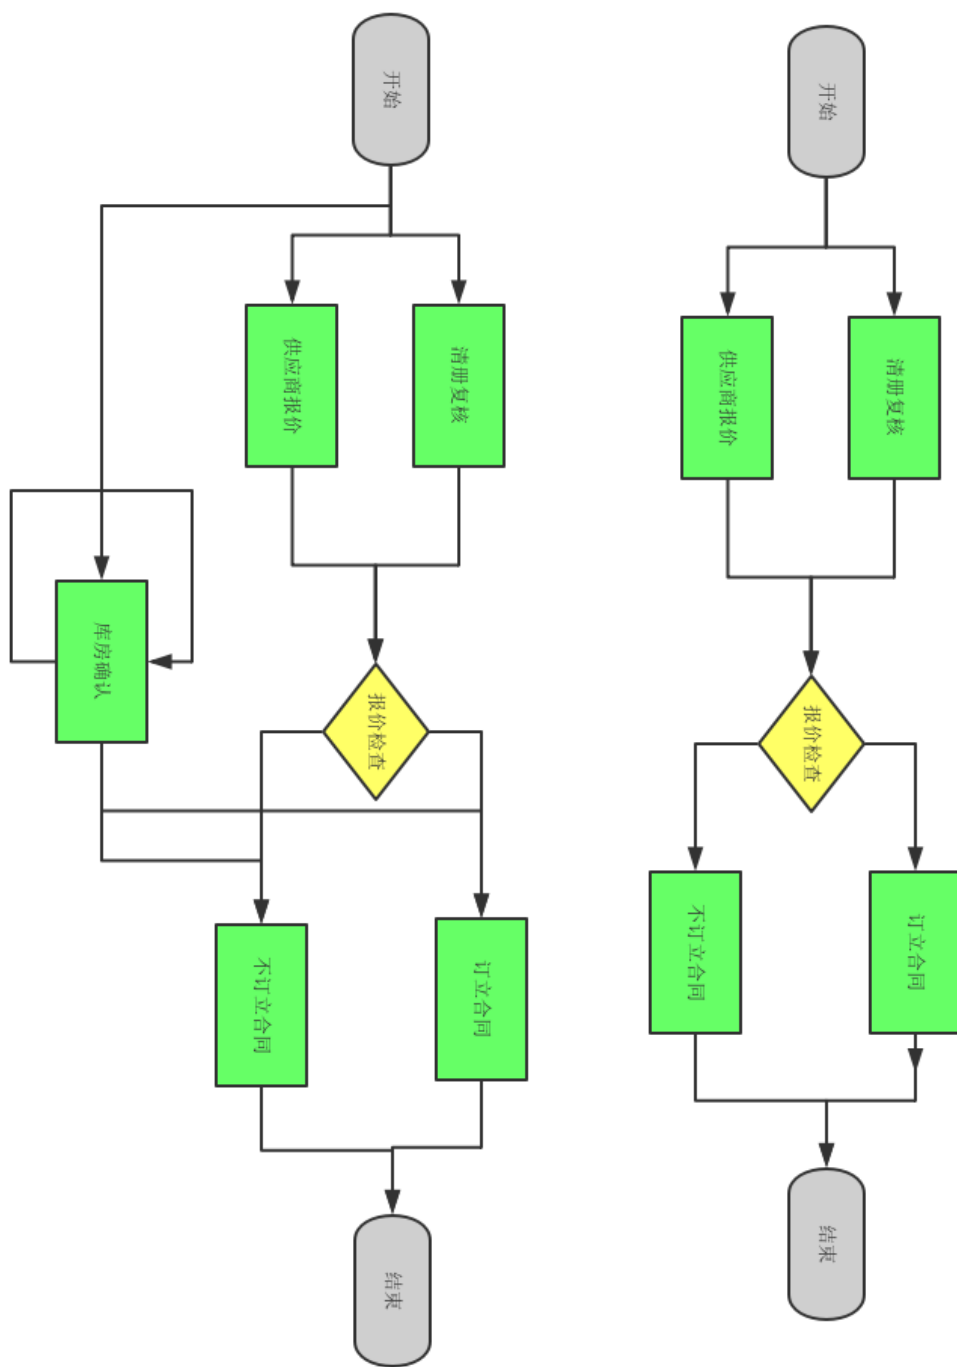 开始
清册复核
供应商报价
报价检查
订立合同
不订立合同
结束
开始
清册复核
供应商报价
库房确认
报价检查
订立合同
不订立合同
结束